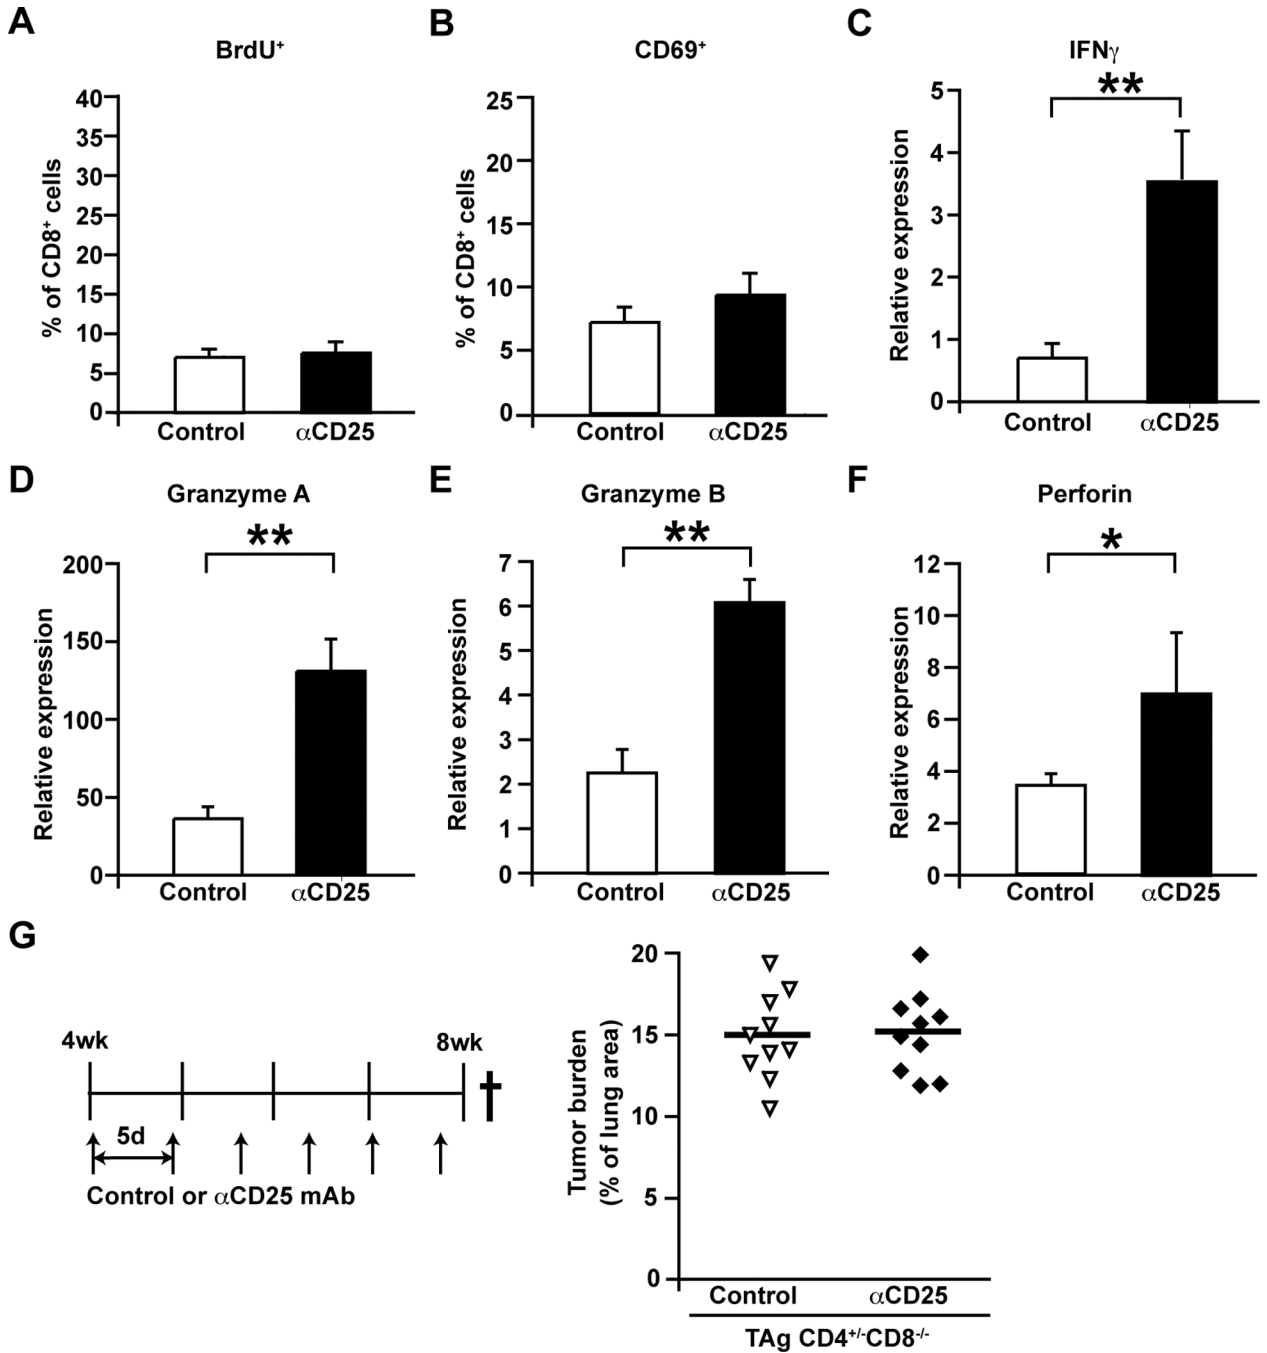 A
BrdU⁺
% of CD8⁺ cells
40
35
30
25
20
15
10
5
0
Control
αCD25
B
CD69⁺
% of CD8⁺ cells
25
20
15
10
5
0
Control
αCD25
C
IFNγ
**
Relative expression
5
4
3
2
1
0
Control
αCD25
D
Granzyme A
**
Relative expression
200
150
100
50
0
Control
αCD25
E
Granzyme B
**
Relative expression
7
6
5
4
3
2
1
0
Control
αCD25
F
Perforin
*
Relative expression
12
10
8
6
4
2
0
Control
αCD25
G
4wk
8wk
†
5d
Control or αCD25 mAb
Tumor burden
(% of lung area)
20
15
10
5
0
Control
αCD25
TAg CD4⁺/⁻CD8⁻/⁻